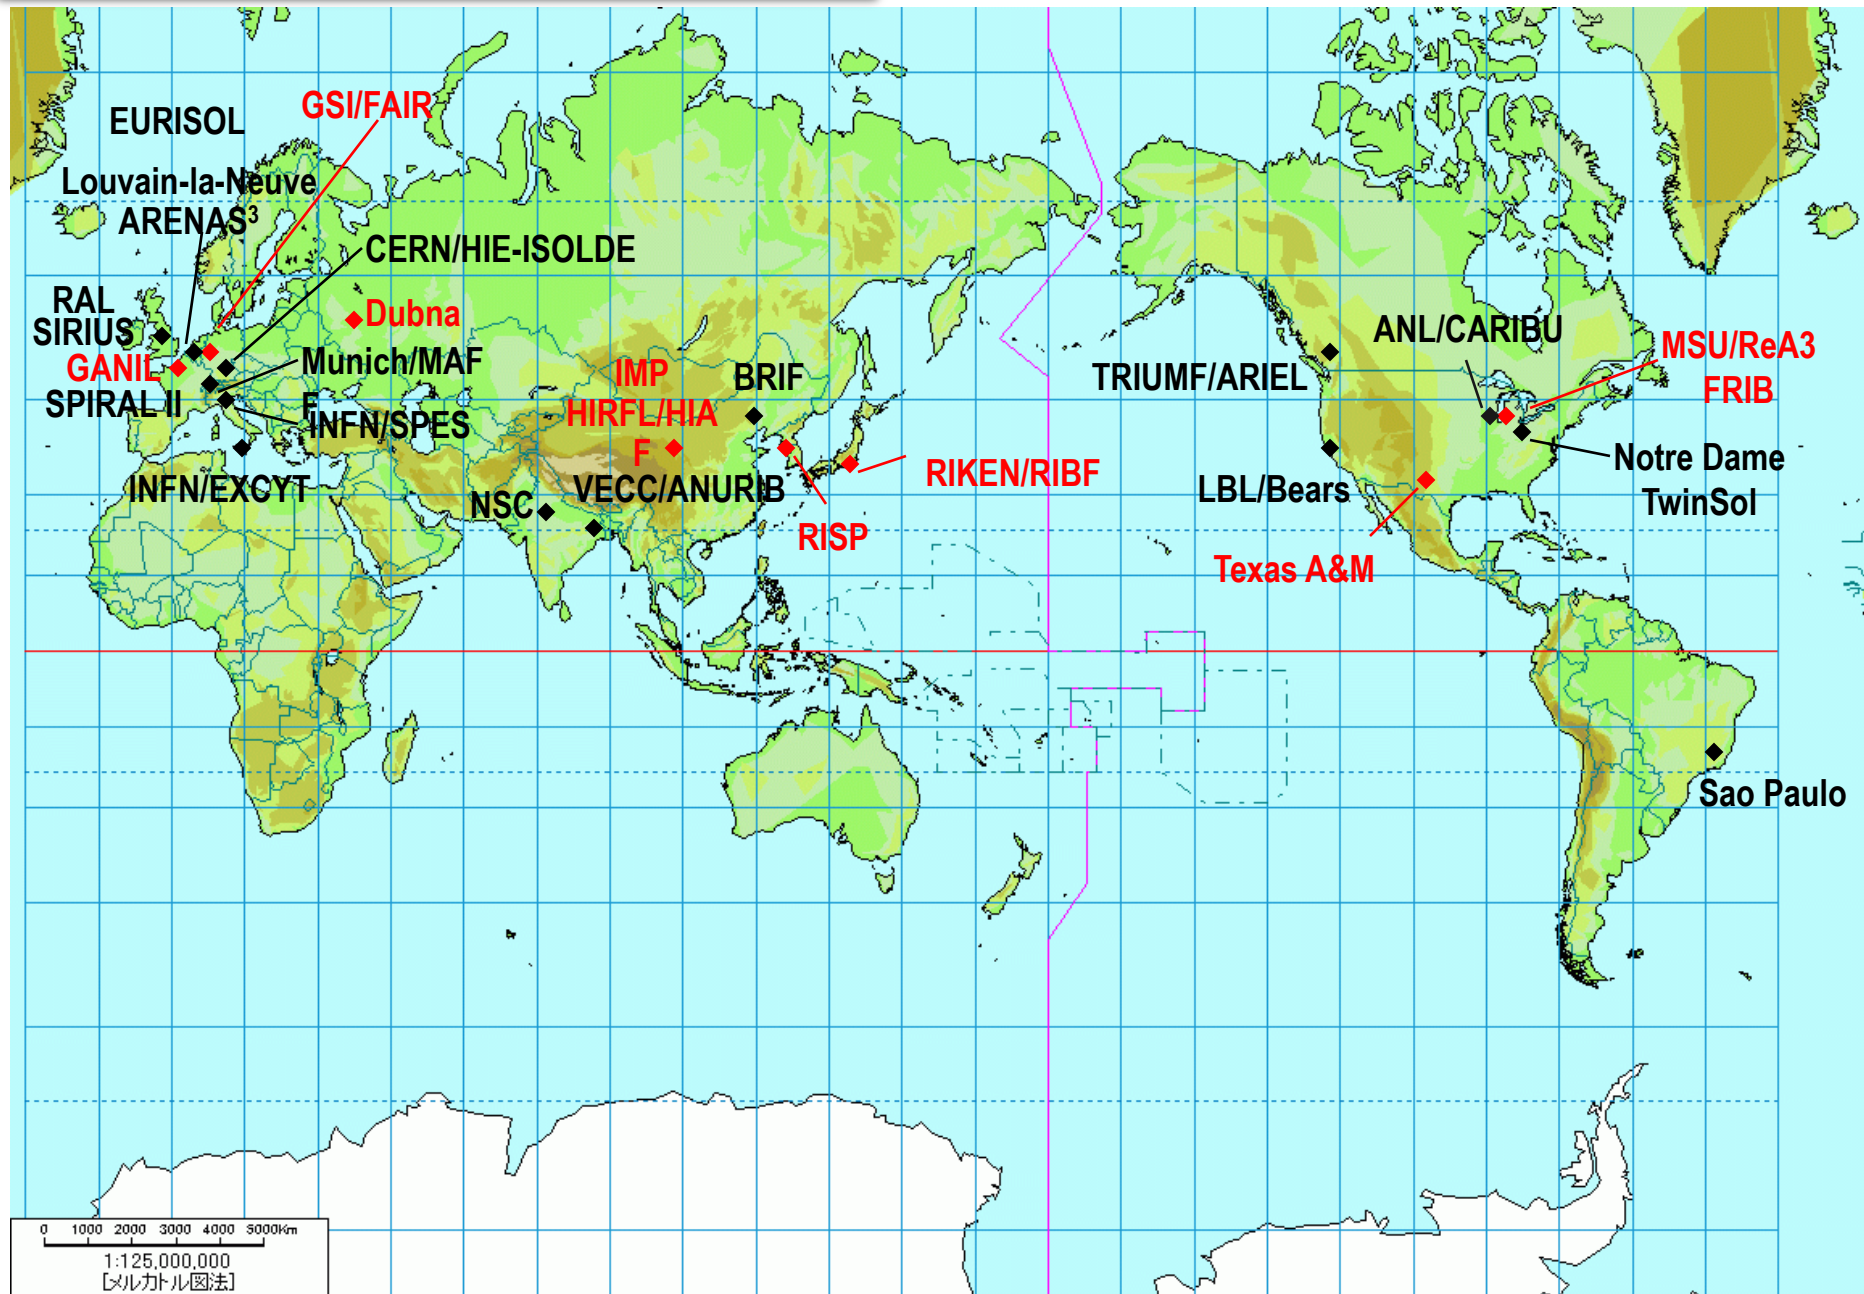 GSI/FAIR
EURISOL
Louvain-la-Neuve
ARENAS³
CERN/HIE-ISOLDE
RAL
SIRIUS
Dubna
GANIL
SPIRAL II
Munich/MAF
F
INFN/SPES
INFN/EXCYT
IMP
HIRFL/HIA
F
BRIF
NSC
VECC/ANURIB
RISP
RIKEN/RIBF
TRIUMF/ARIEL
ANL/CARIBU
MSU/ReA3
FRIB
LBL/Bears
Notre Dame
TwinSol
Texas A&M
Sao Paulo
0 1000 2000 3000 4000 5000Km
1:125,000,000
[メルカトル図法]